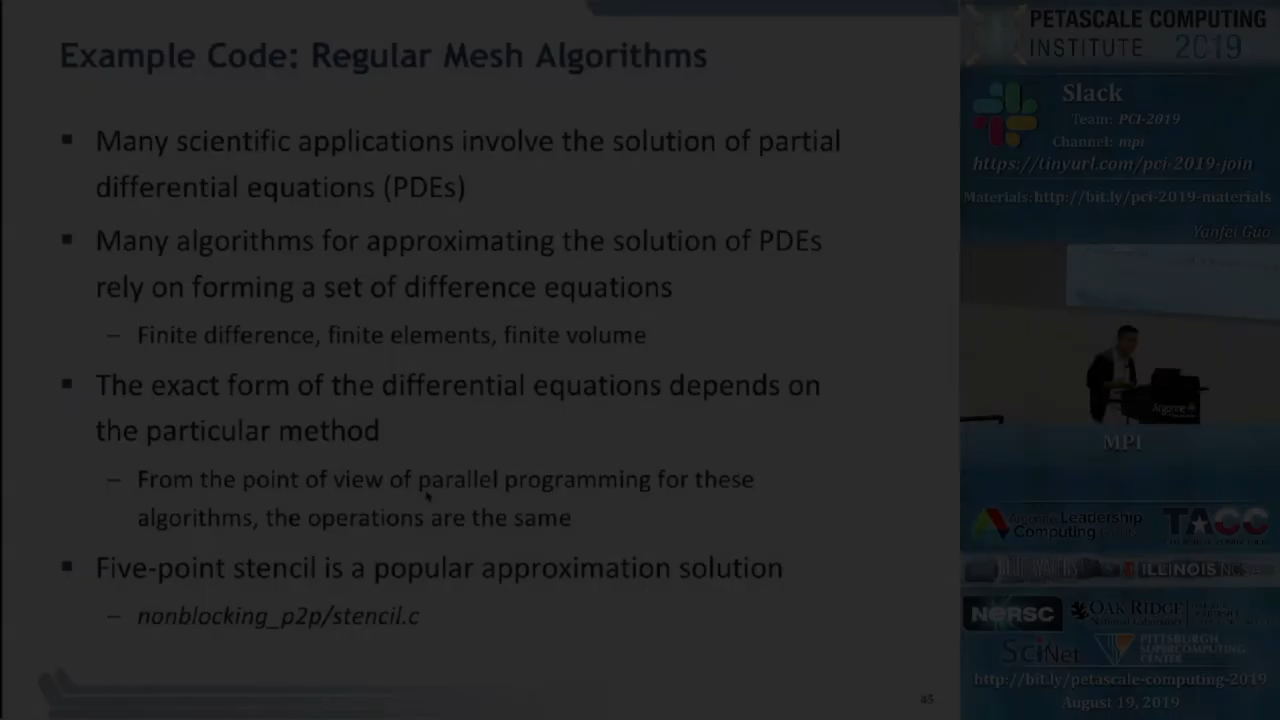 Example Code: Regular Mesh Algorithms
Many scientific applications involve the solution of partial
differential equations (PDEs)
Many algorithms for approximating the solution of PDEs
rely on forming a set of difference equations
– Finite difference, finite elements, finite volume
The exact form of the differential equations depends on
the particular method
– From the point of view of parallel programming for these
algorithms, the operations are the same
Five-point stencil is a popular approximation solution
– nonblocking_p2p/stencil.c
45
PETASCALE COMPUTING
INSTITUTE 2019
Slack
Team: PCI-2019
Channel: mpi
https://tinyurl.com/pci-2019-join
Materials:http://bit.ly/pci-2019-materials
Yanfei Guo
Argonne
MPI
Argonne Leadership
Computing
TACC
ILLINOIS
NERSC
OAK RIDGE
National Laboratory
SciNet
PITTSBURGH
SUPERCOMPUTING
CENTER
http://bit.ly/petascale-computing-2019
August 19, 2019